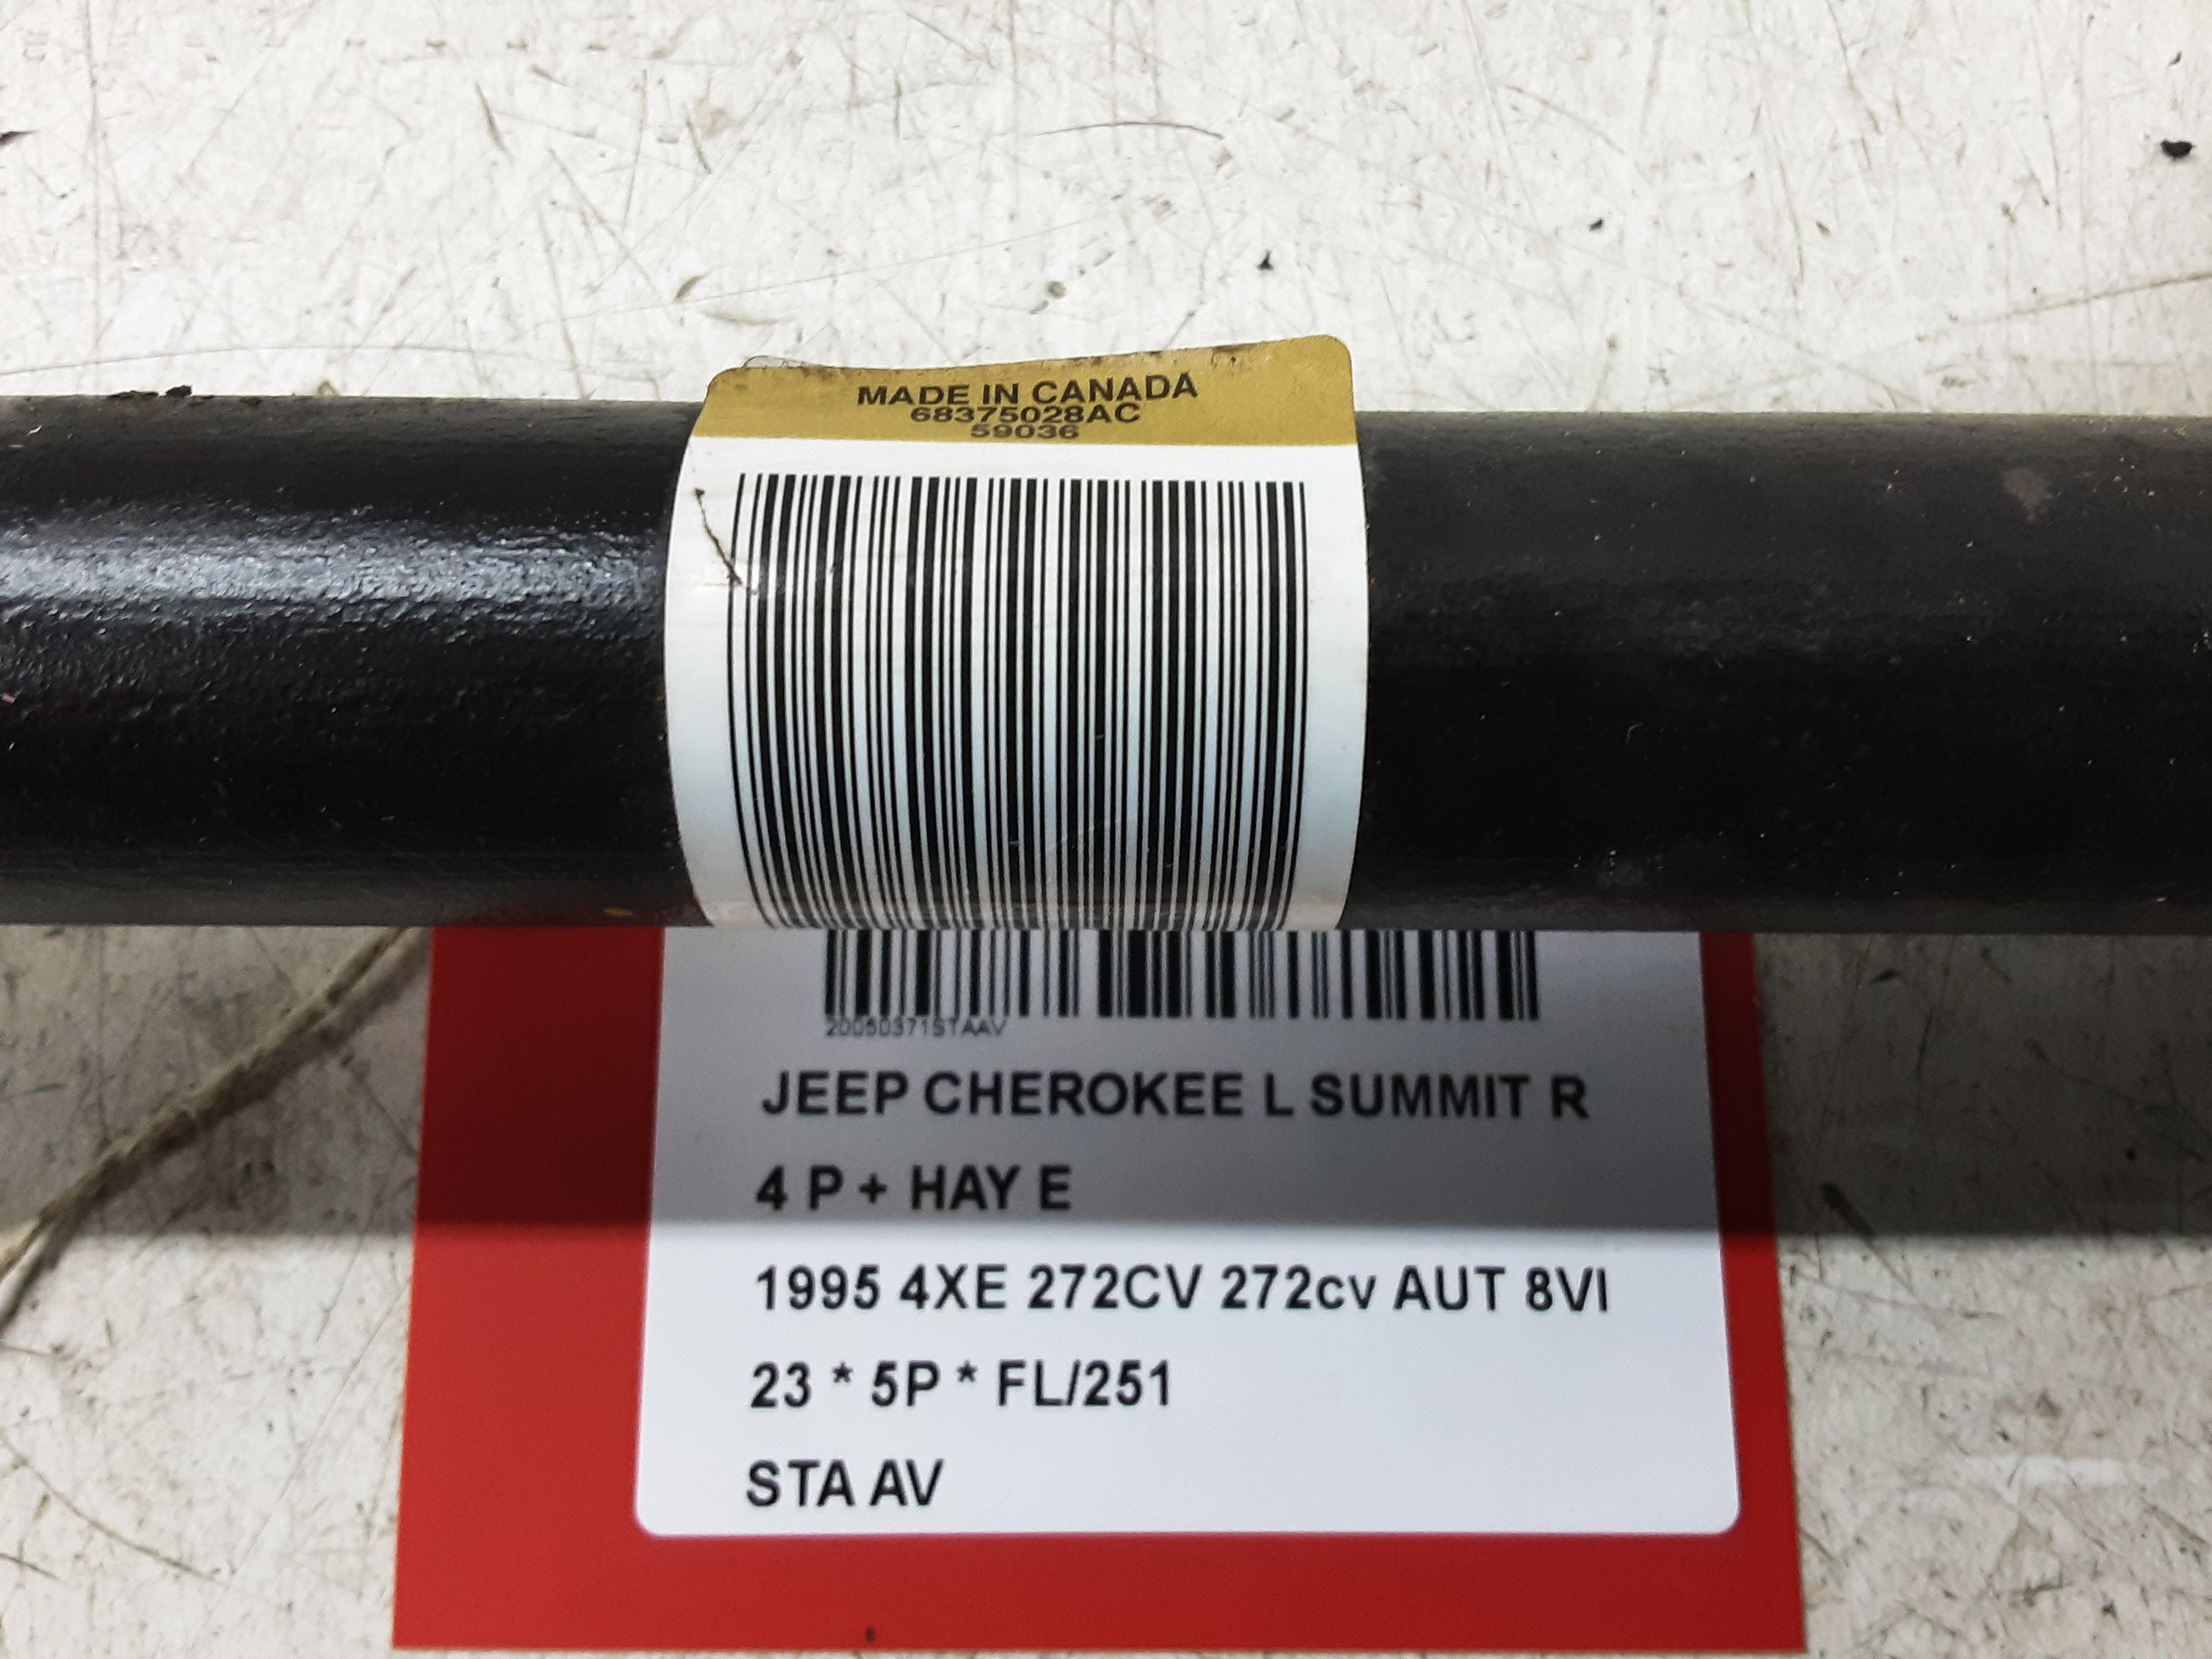 MADE IN CANADA
68375028AC
59036
20050371STAAV
JEEP CHEROKEE L SUMMIT R
4 P + HAY E
1995 4XE 272CV 272cv AUT 8VI
23 * 5P * FL/251
STA AV